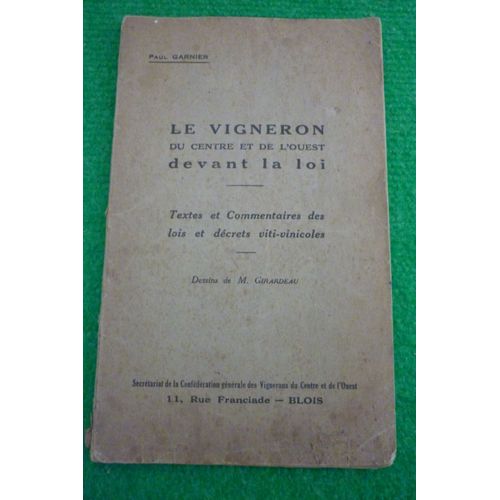 PAUL GARNIER
LE VIGNERON
DU CENTRE ET DE L'OUEST
devant la loi
Textes et Commentaires des
lois et décrets viti-vinicoles
Dessins de M. GIRARDEAU
Secrétariat de la Confédération générale des Vignerons du Centre et de l'Ouest
11, Rue Franciade — BLOIS